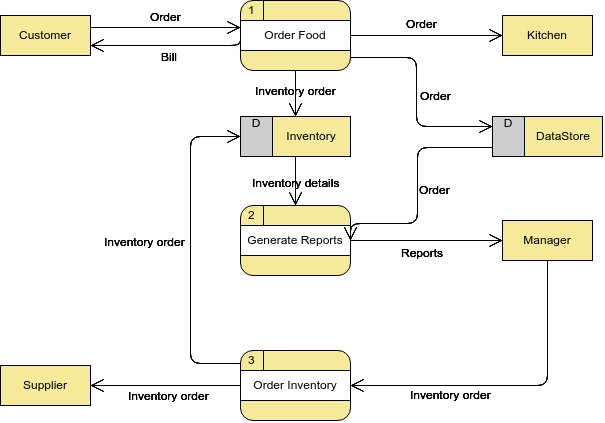 Order
1
Customer
Order Food
Order
Kitchen
Bill
Inventory order
Order
D
Inventory
D
DataStore
Inventory details
Order
2
Generate Reports
Manager
Inventory order
Reports
3
Supplier
Order Inventory
Inventory order
Inventory order